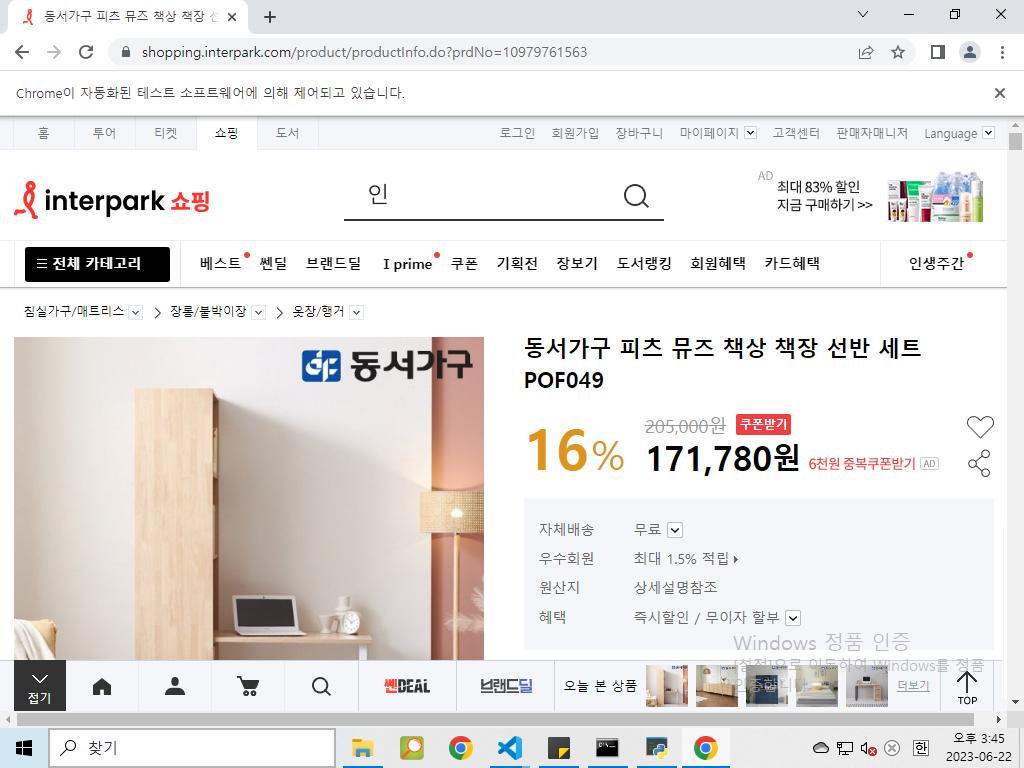 동서가구 피츠 뮤즈 책상 책장 선
shopping.interpark.com/product/productInfo.do?prdNo=10979761563
Chrome이 자동화된 테스트 소프트웨어에 의해 제어되고 있습니다.
홈 투어 티켓 쇼핑 도서 로그인 회원가입 장바구니 마이페이지 고객센터 판매자매니저 Language
interpark 쇼핑
인
AD
최대 83% 할인
지금 구매하기 >>
전체 카테고리 베스트 쎈딜 브랜드딜 I prime 쿠폰 기획전 장보기 도서랭킹 회원혜택 카드혜택 인생주간
침실가구/매트리스 장롱/붙박이장 옷장/행거
동서가구
동서가구 피츠 뮤즈 책상 책장 선반 세트
POF049
16%
205,000원 쿠폰받기
171,780원 6천원 중복쿠폰받기 AD
자체배송 무료
우수회원 최대 1.5% 적립
원산지 상세설명참조
혜택 즉시할인 / 무이자 할부
Windows 정품 인증
[설정]으로 이동하여 Windows를 정품
인증합니다.
접기
쎈DEAL
브랜드딜
오늘 본 상품
더보기
TOP
찾기
한
오후 3:45
2023-06-22